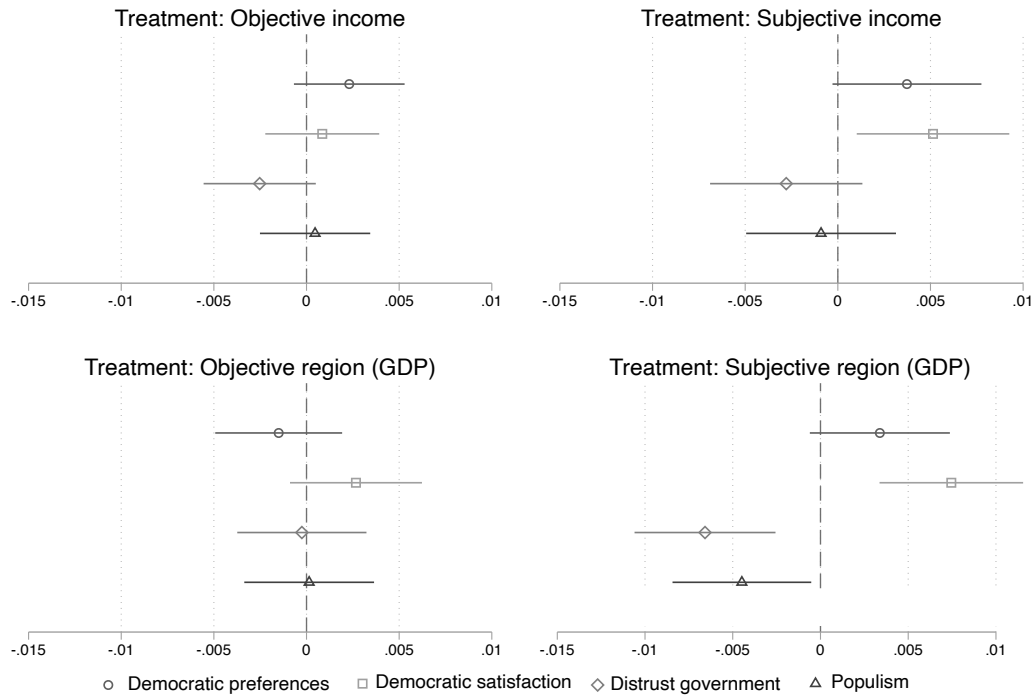 Treatment: Objective income
Treatment: Subjective income
-.015 -.01 -.005 0 .005 .01
-.015 -.01 -.005 0 .005 .01
Treatment: Objective region (GDP)
Treatment: Subjective region (GDP)
-.015 -.01 -.005 0 .005 .01
-.015 -.01 -.005 0 .005 .01
Democratic preferences Democratic satisfaction Distrust government Populism